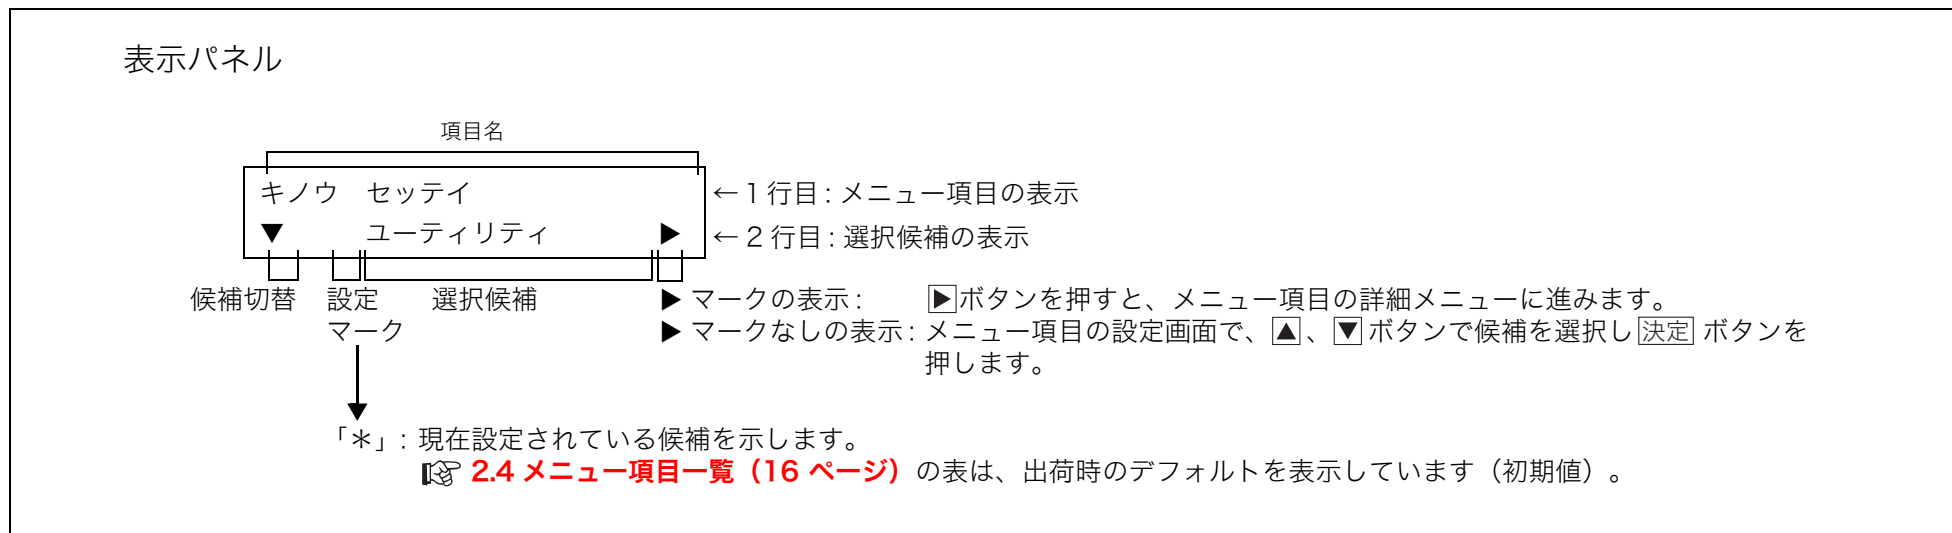 表示パネル
項目名
キノウ セッテイ
←1行目：メニュー項目の表示
▼ ユーティリティ ▶
←2行目：選択候補の表示
候補切替 設定 選択候補
マーク
▶ マークの表示： ▶ボタンを押すと、メニュー項目の詳細メニューに進みます。
▶ マークなしの表示：メニュー項目の設定画面で、▲、▼ボタンで候補を選択し決定 ボタンを
押します。
「＊」：現在設定されている候補を示します。
☞ 2.4 メニュー項目一覧（16 ページ）の表は、出荷時のデフォルトを表示しています（初期値）。